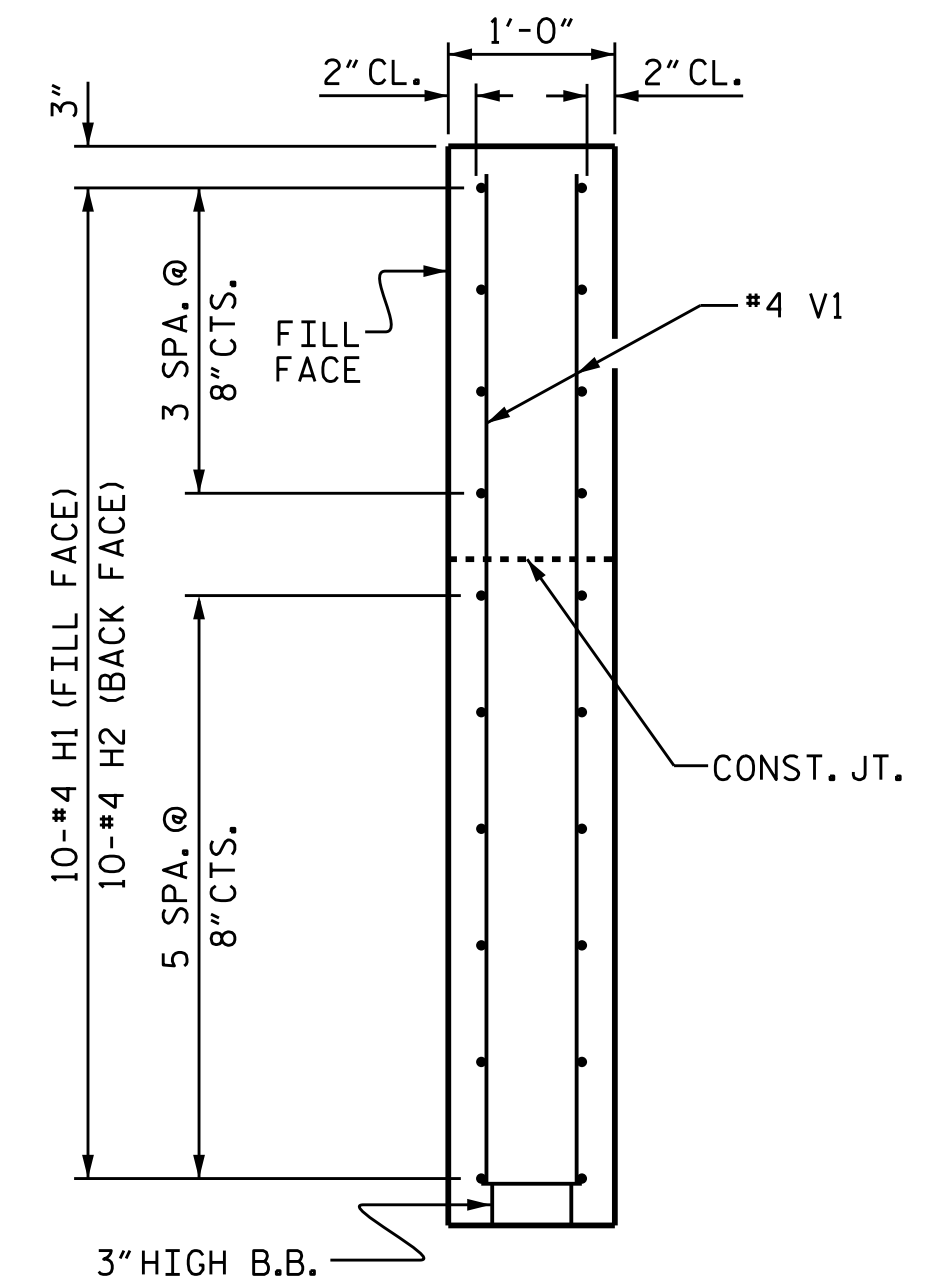 1'-0"
2" CL.
2" CL.
3"
3 SPA. @
8" CTS.
FILL
FACE
#4 V1
10-#4 H1 (FILL FACE)
10-#4 H2 (BACK FACE)
CONST. JT.
5 SPA. @
8" CTS.
3" HIGH B.B.